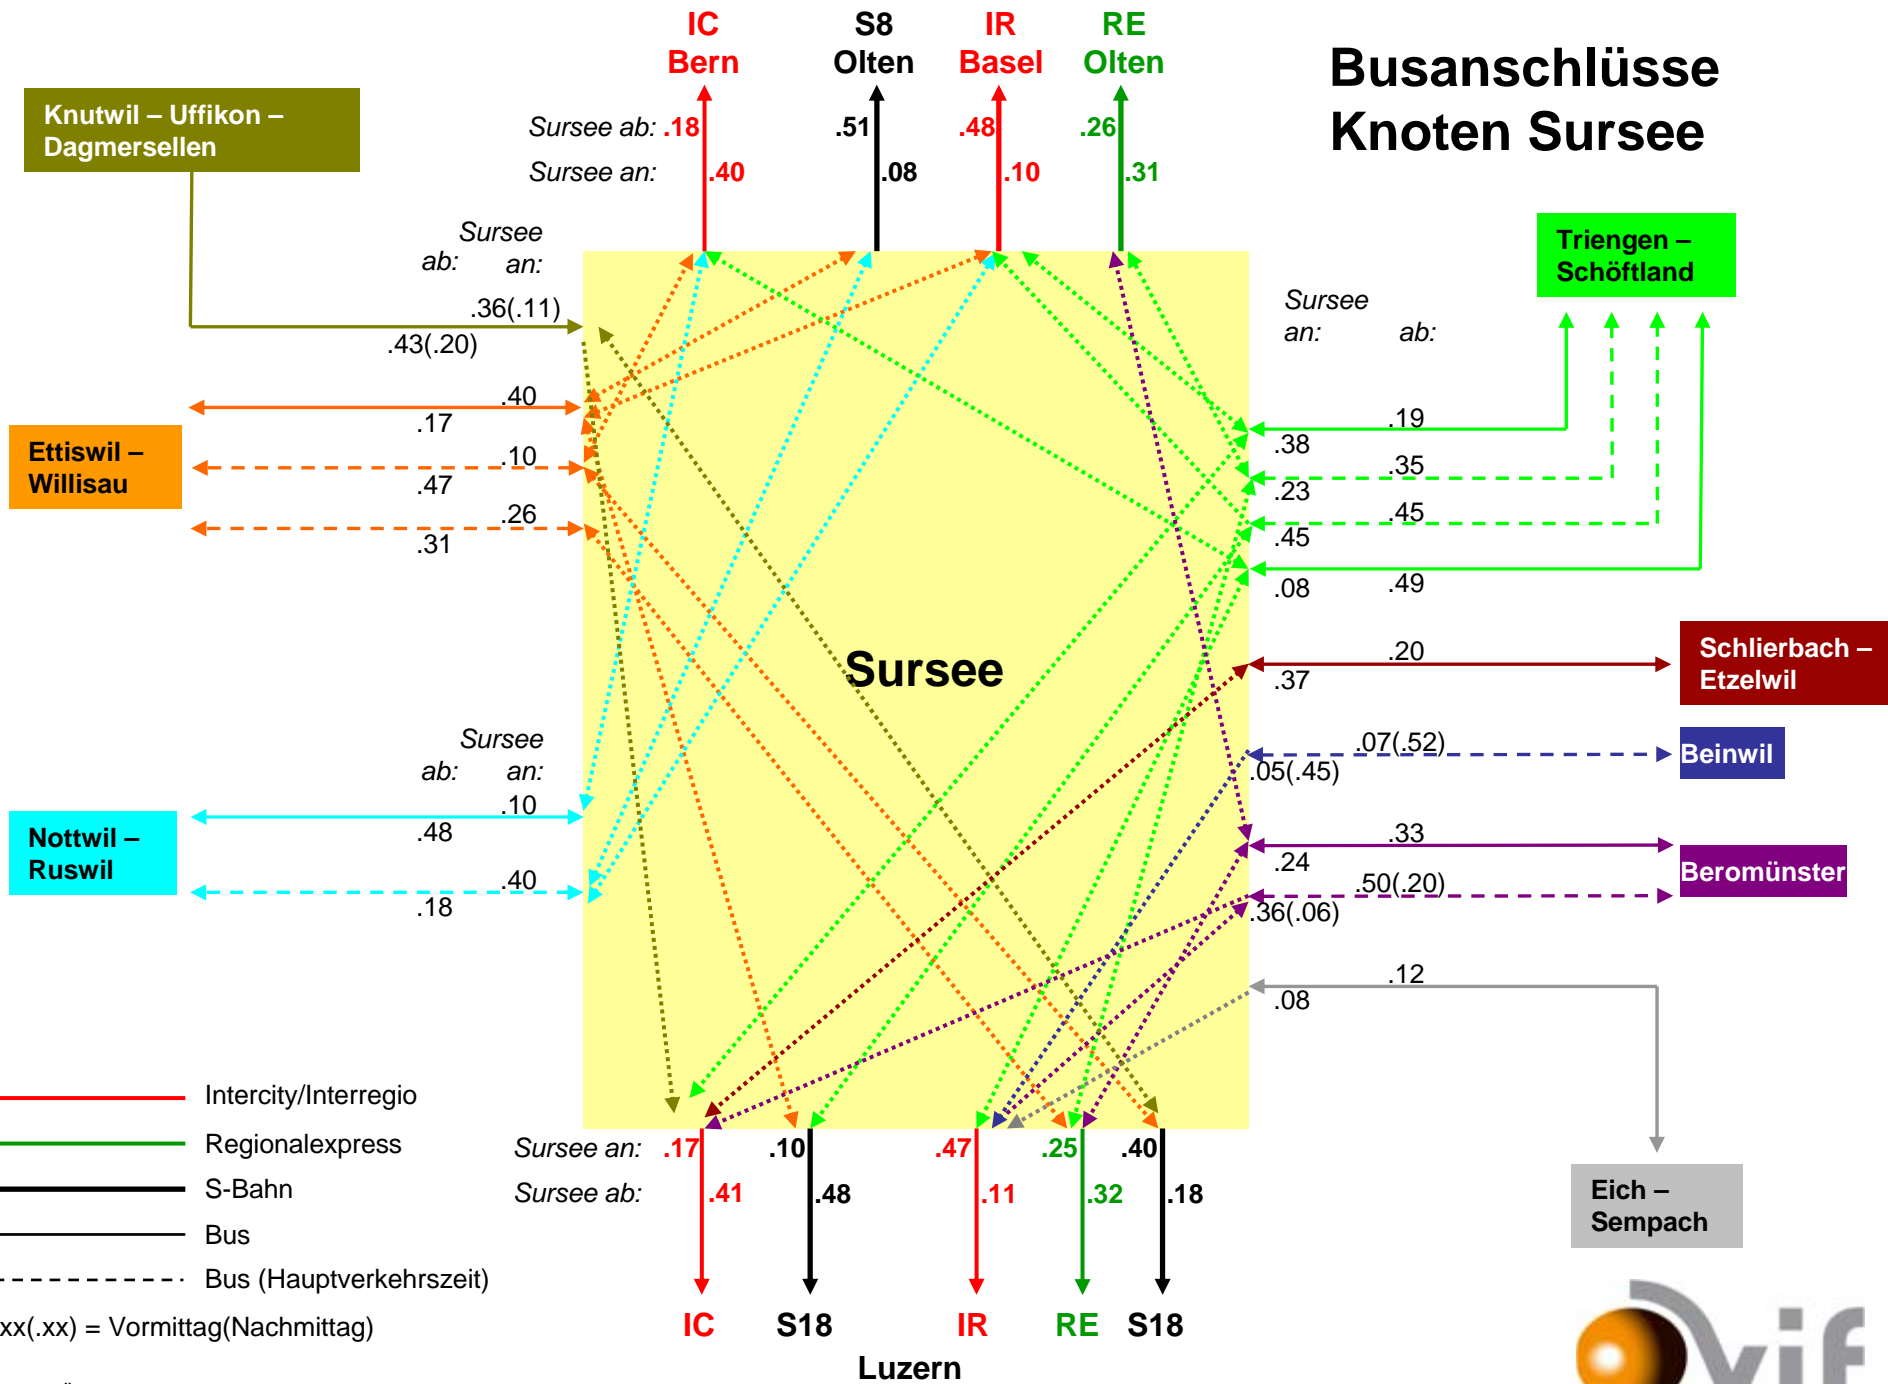 Busanschlüsse
Knoten Sursee
IC
Bern
S8
Olten
IR
Basel
RE
Olten
Sursee ab: .18 .51 .48 .26
Sursee an: .40 .08 .10 .31
Knutwil – Uffikon –
Dagmersellen
Sursee
ab: an:
.36(.11)
.43(.20)
Ettiswil –
Willisau
.40
.17
.10
.47
.26
.31
Nottwil –
Ruswil
Sursee
ab: an:
.10
.48
.40
.18
Sursee
Triengen –
Schöftland
Sursee
an: ab:
.19
.38
.35
.23
.45
.45
.08 .49
Schlierbach –
Etzelwil
.20
.37
Beinwil
.07(.52)
.05(.45)
Beromünster
.33
.24
.50(.20)
.36(.06)
.12
.08
Eich –
Sempach
Sursee an: .17 .10 .47 .25 .40
Sursee ab: .41 .48 .11 .32 .18
IC S18 IR RE S18
Luzern
Intercity/Interregio
Regionalexpress
S-Bahn
Bus
Bus (Hauptverkehrszeit)
xx(.xx) = Vormittag(Nachmittag)
vif